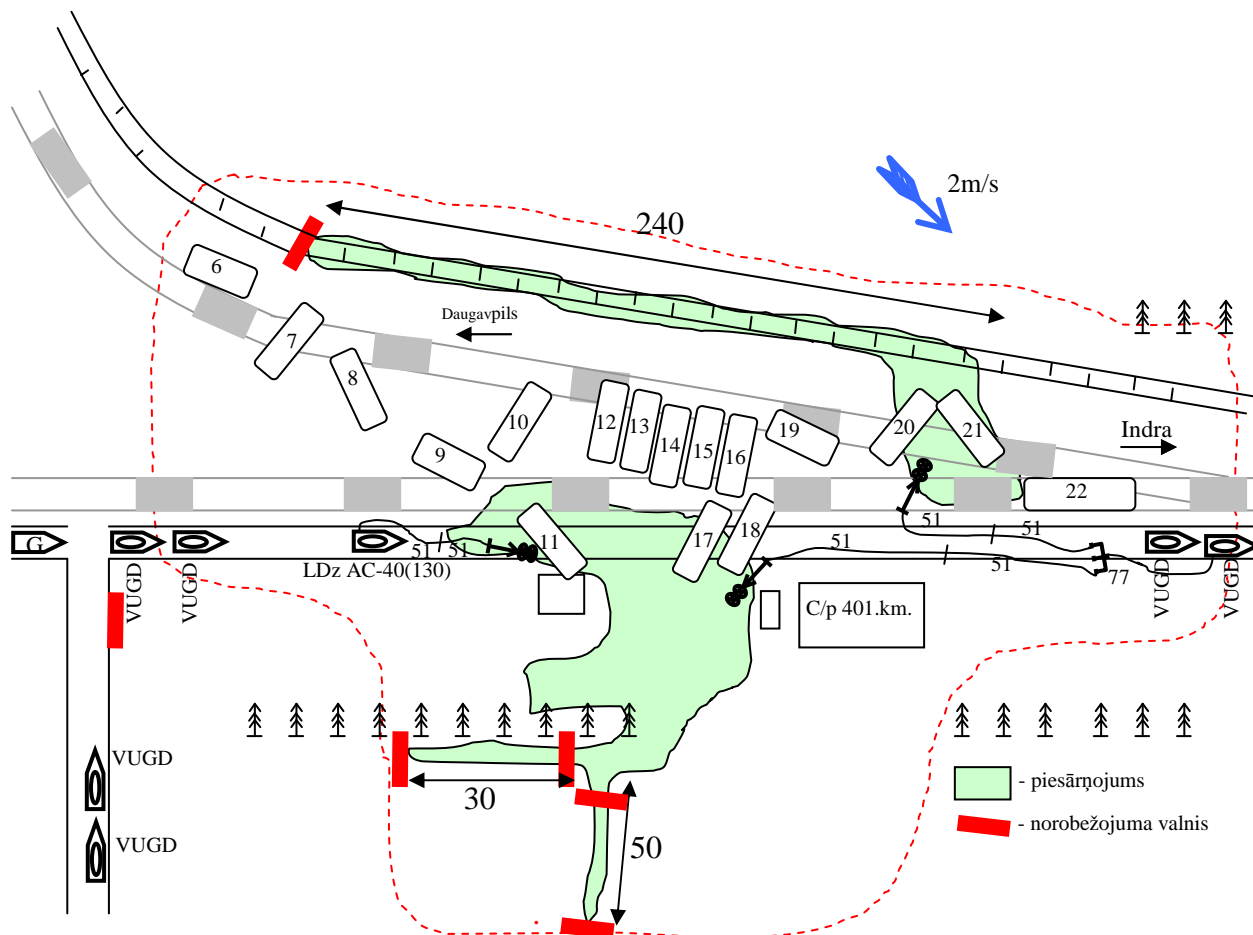 2m/s
240
6
Daugavpils
7
8
10
12
13
14
15
16
19
20
21
Indra
9
22
11
17
18
51
51
G
51
51
51
51
LDz AC-40(130)
77
VUGD
VUGD
VUGD
VUGD
C/p 401.km.
VUGD
30
- piesārņojums
- norobežojuma valnis
50
VUGD